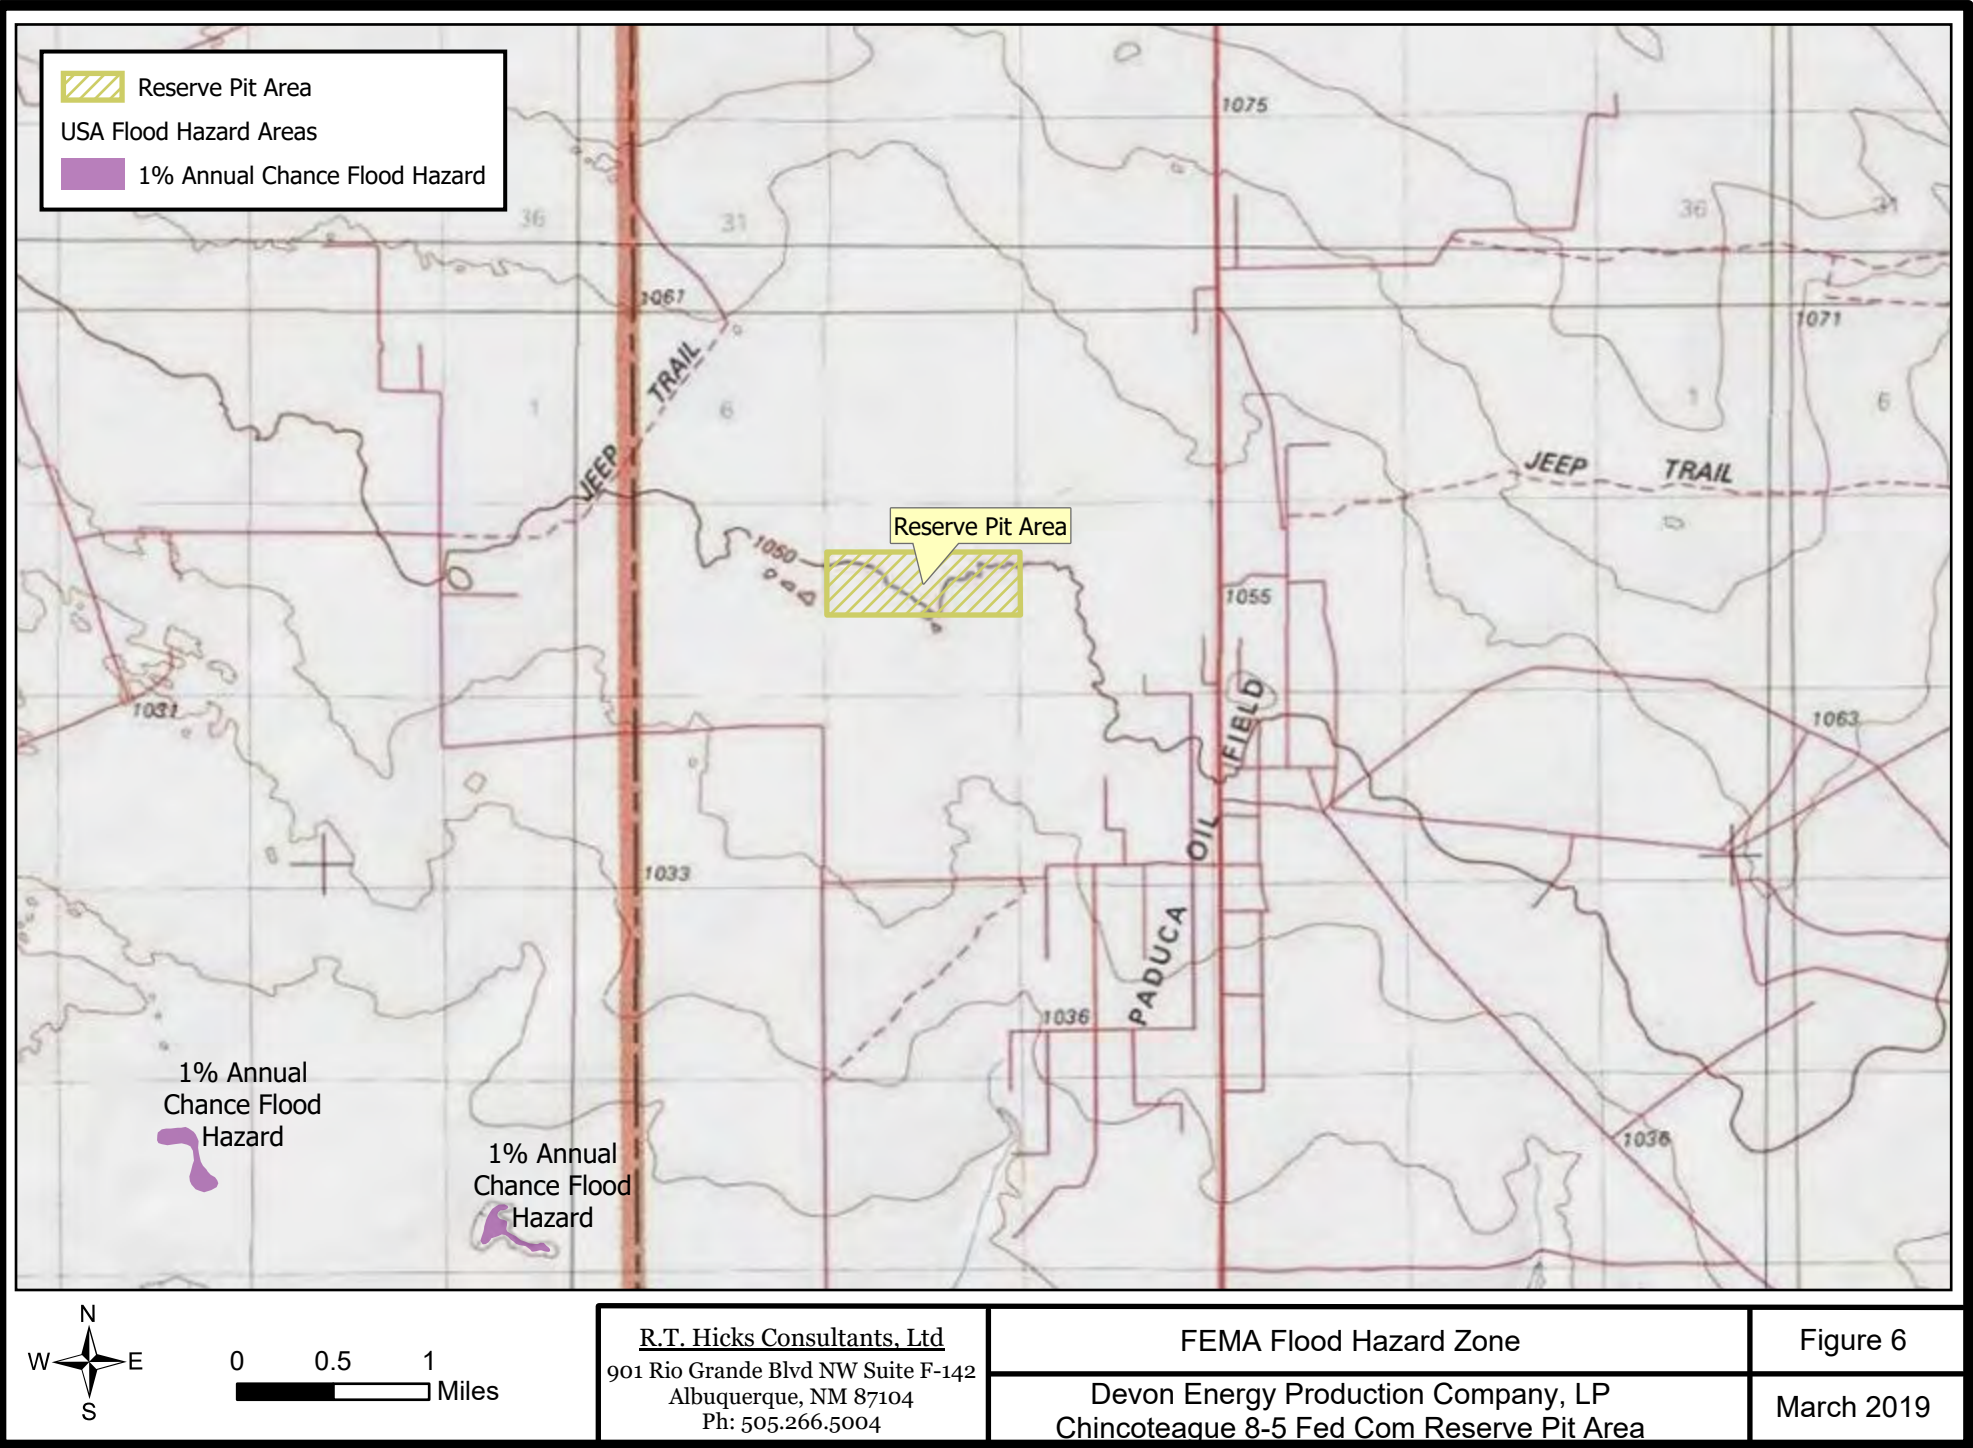 Reserve Pit Area
USA Flood Hazard Areas
1% Annual Chance Flood Hazard
1075
36
31
36
31
1061
1071
TRAIL
1
6
1
6
JEEP
JEEP TRAIL
Reserve Pit Area
1050
1055
1031
FIELD
1063
OIL
1033
PADUCA
1036
1% Annual
Chance Flood
Hazard
1036
1% Annual
Chance Flood
Hazard
N
W E
S
0 0.5 1
Miles
R.T. Hicks Consultants, Ltd
901 Rio Grande Blvd NW Suite F-142
Albuquerque, NM 87104
Ph: 505.266.5004
FEMA Flood Hazard Zone
Devon Energy Production Company, LP
Chincoteague 8-5 Fed Com Reserve Pit Area
Figure 6
March 2019